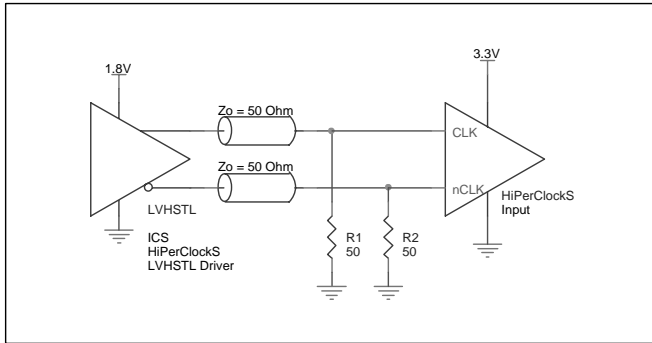 1.8V
3.3V
Zo = 50 Ohm
CLK
Zo = 50 Ohm
nCLK
HiPerClockS
Input
LVHSTL
ICS
HiPerClockS
LVHSTL Driver
R1
50
R2
50